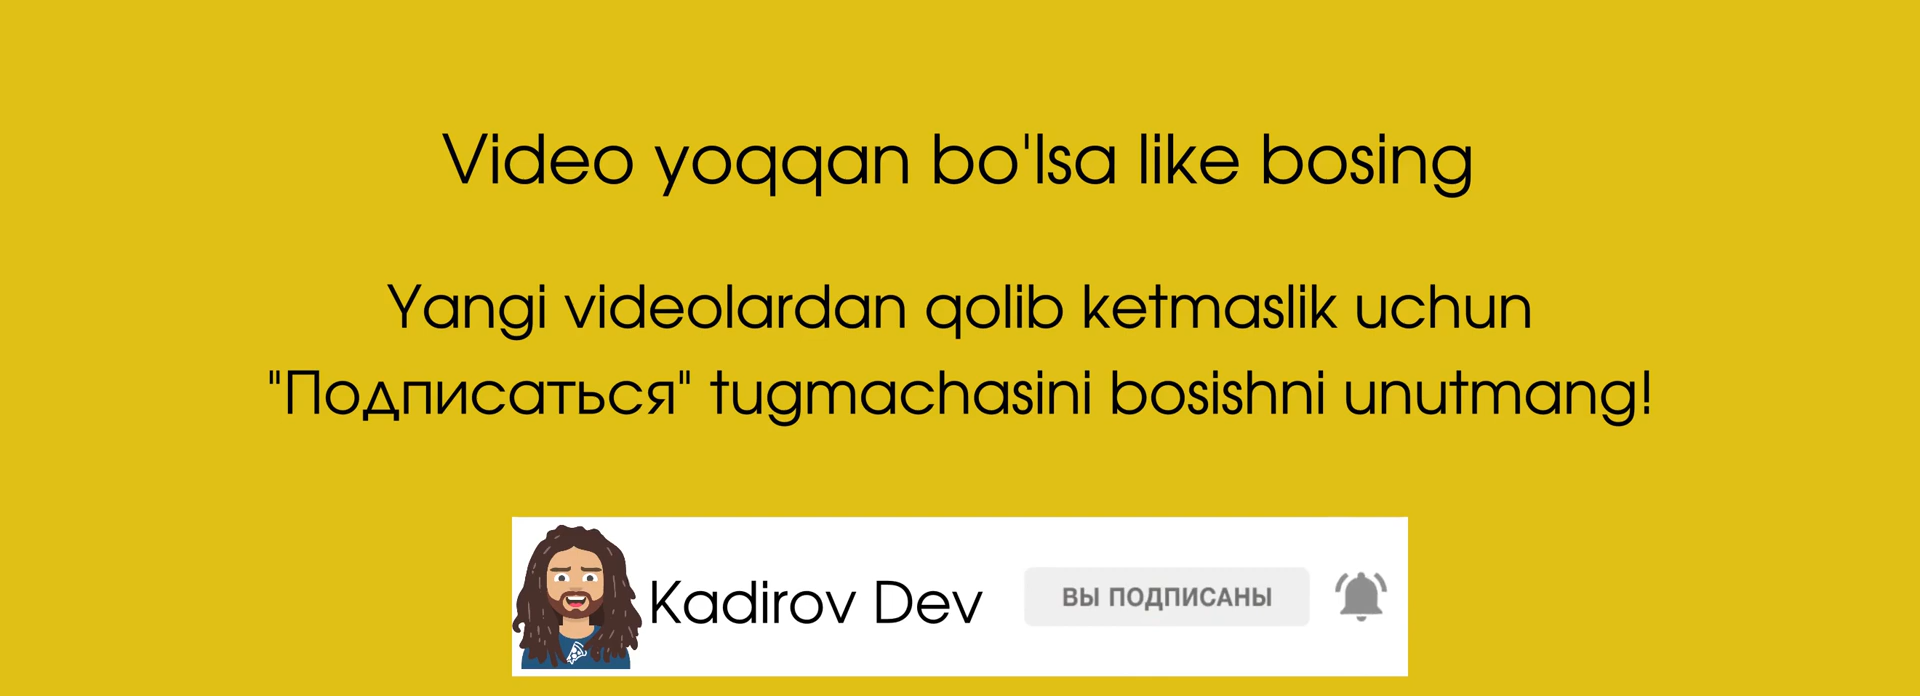 Video yoqqan bo'lsa like bosing
Yangi videolardan qolib ketmaslik uchun
"Подписаться" tugmachasini bosishni unutmang!
Kadirov Dev ВЫ ПОДПИСАНЫ